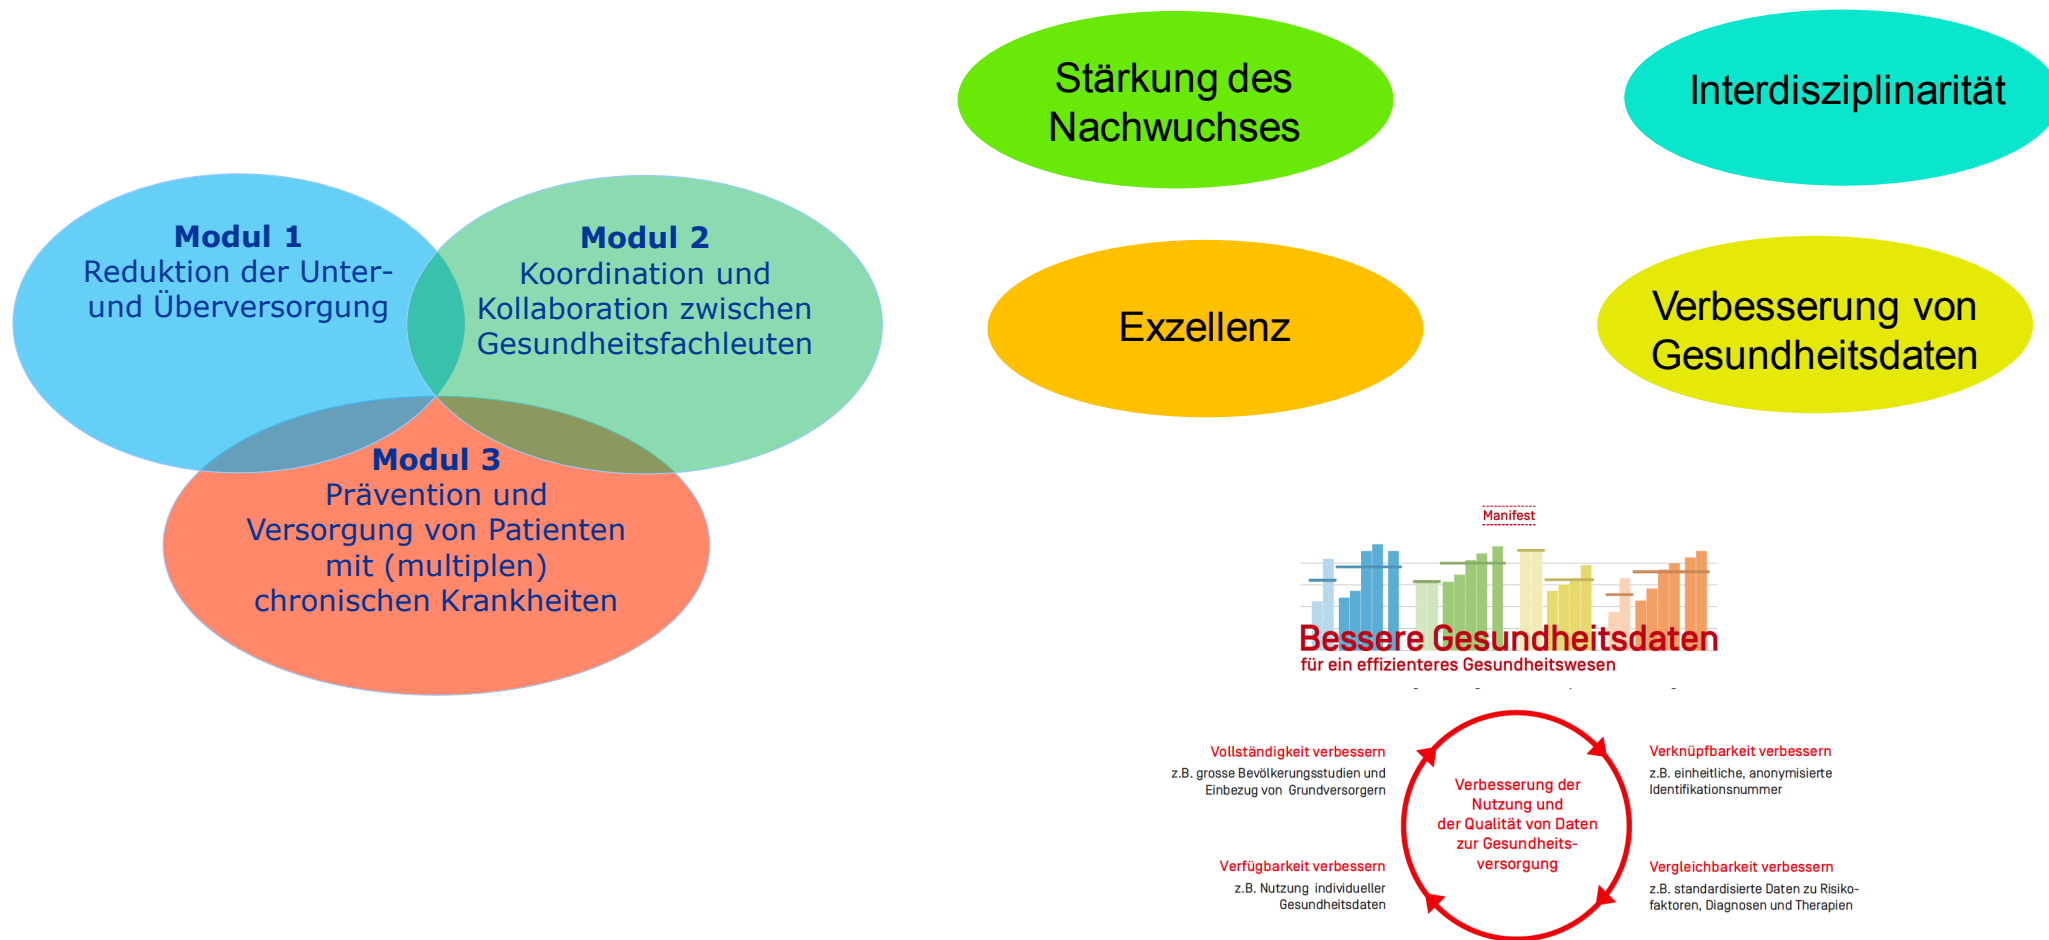 Modul 1
Reduktion der Unter-
und Überversorgung
Modul 2
Koordination und
Kollaboration zwischen
Gesundheitsfachleuten
Modul 3
Prävention und
Versorgung von Patienten
mit (multiplen)
chronischen Krankheiten
Stärkung des
Nachwuchses
Interdisziplinarität
Exzellenz
Verbesserung von
Gesundheitsdaten
Manifest
Bessere Gesundheitsdaten
für ein effizienteres Gesundheitswesen
Vollständigkeit verbessern
z.B. grosse Bevölkerungsstudien und
Einbezug von Grundversorgern
Verknüpfbarkeit verbessern
z.B. einheitliche, anonymisierte
Identifikationsnummer
Verbesserung der
Nutzung und
der Qualität von Daten
zur Gesundheits-
versorgung
Verfügbarkeit verbessern
z.B. Nutzung individueller
Gesundheitsdaten
Vergleichbarkeit verbessern
z.B. standardisierte Daten zu Risiko-
faktoren, Diagnosen und Therapien